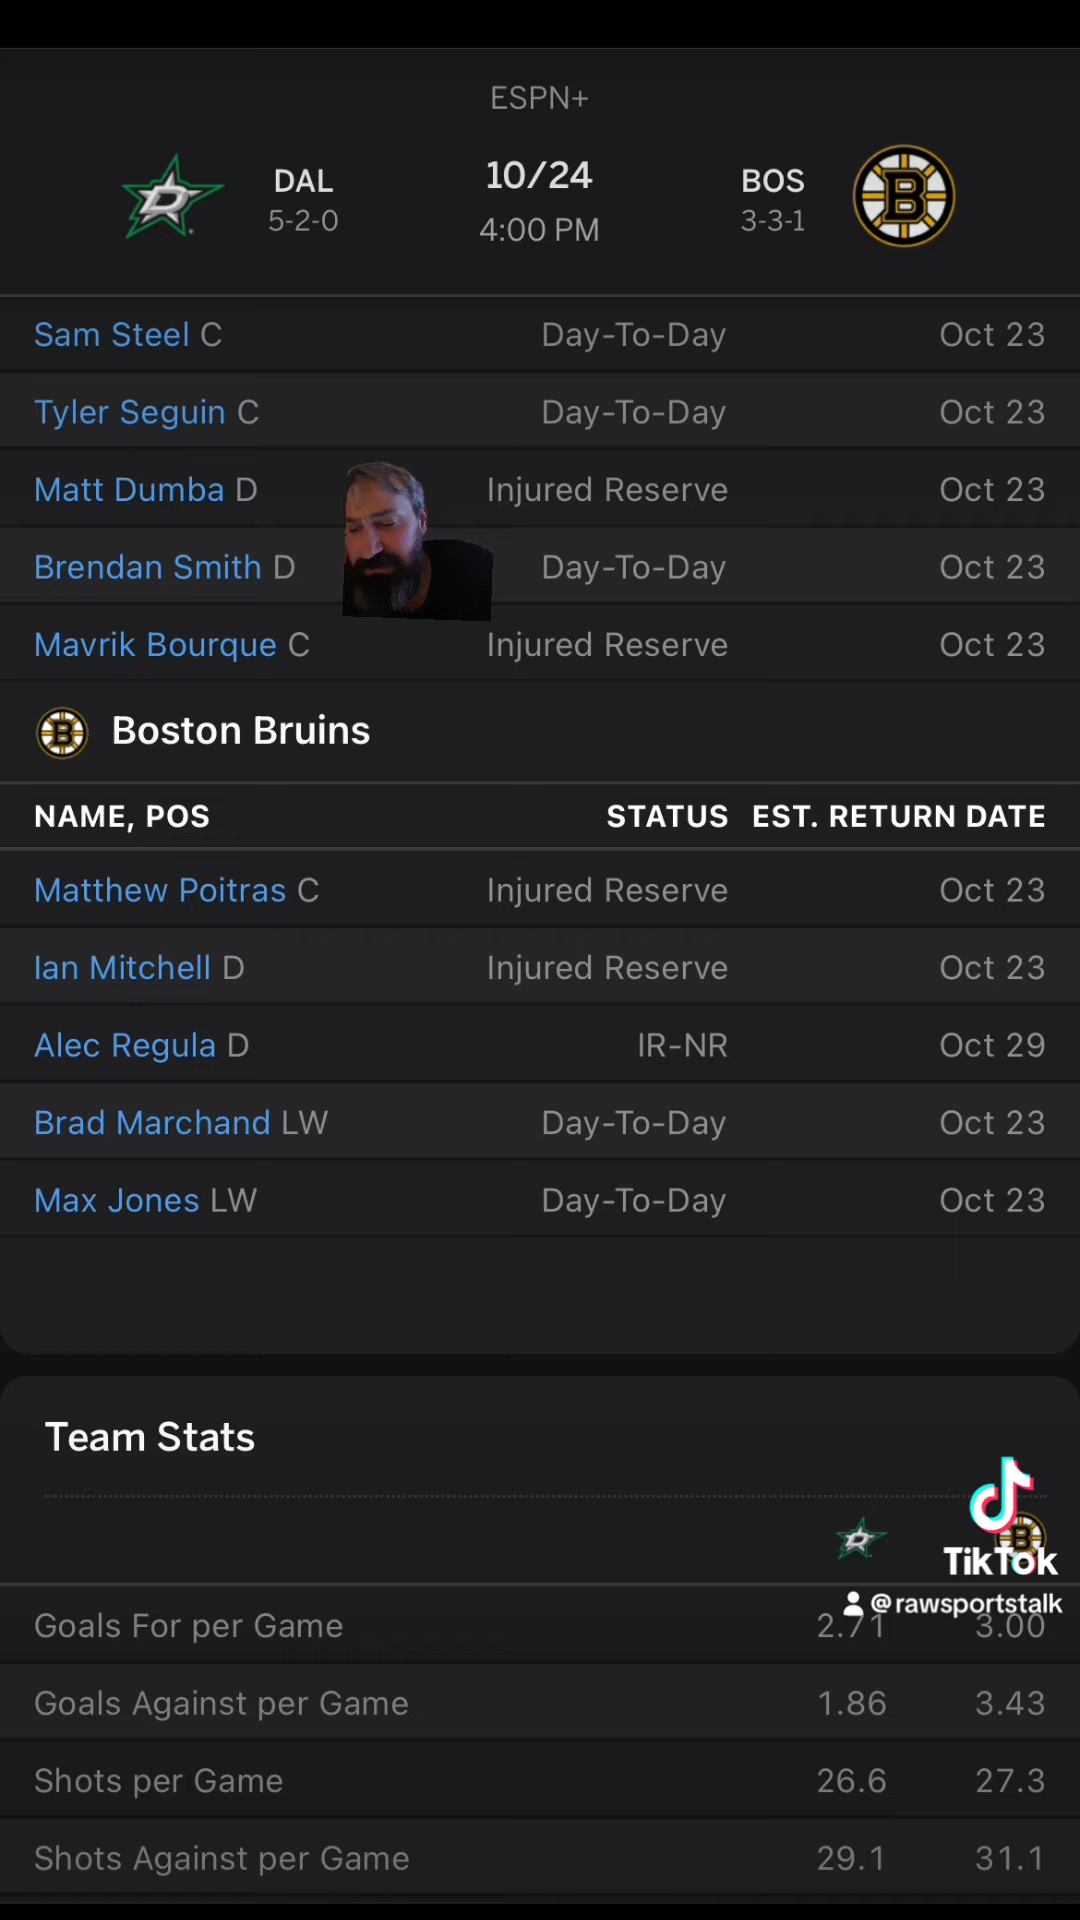 ESPN+
DAL 10/24 BOS
5-2-0 4:00 PM 3-3-1
Sam Steel C Day-To-Day Oct 23
Tyler Seguin C Day-To-Day Oct 23
Matt Dumba D Injured Reserve Oct 23
Brendan Smith D Day-To-Day Oct 23
Mavrik Bourque C Injured Reserve Oct 23
B Boston Bruins
NAME, POS STATUS EST. RETURN DATE
Matthew Poitras C Injured Reserve Oct 23
Ian Mitchell D Injured Reserve Oct 23
Alec Regula D IR-NR Oct 29
Brad Marchand LW Day-To-Day Oct 23
Max Jones LW Day-To-Day Oct 23
Team Stats
TikTok
@rawsportstalk
Goals For per Game 2.71 3.00
Goals Against per Game 1.86 3.43
Shots per Game 26.6 27.3
Shots Against per Game 29.1 31.1